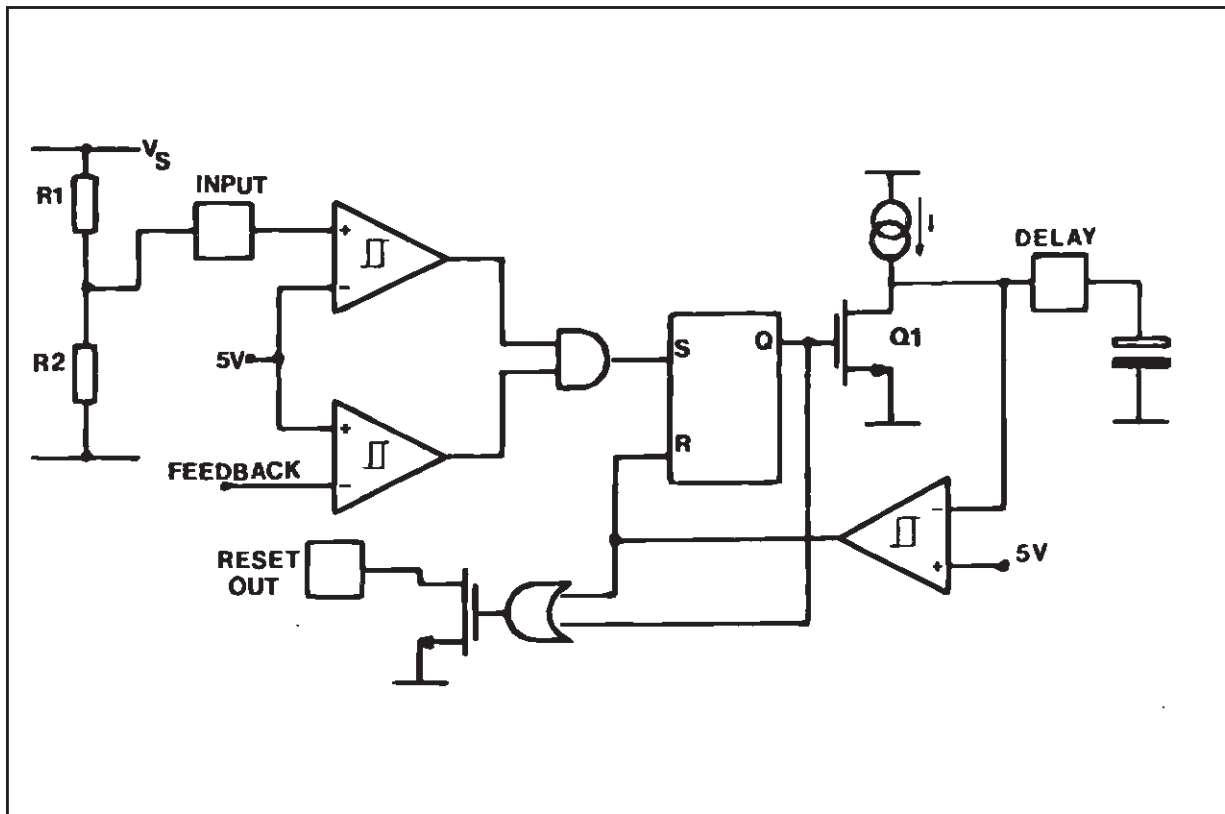 VS
R1
INPUT
+
-
5V
R2
+
-
FEEDBACK
S
Q
R
I
DELAY
Q1
-
+
5V
RESET
OUT